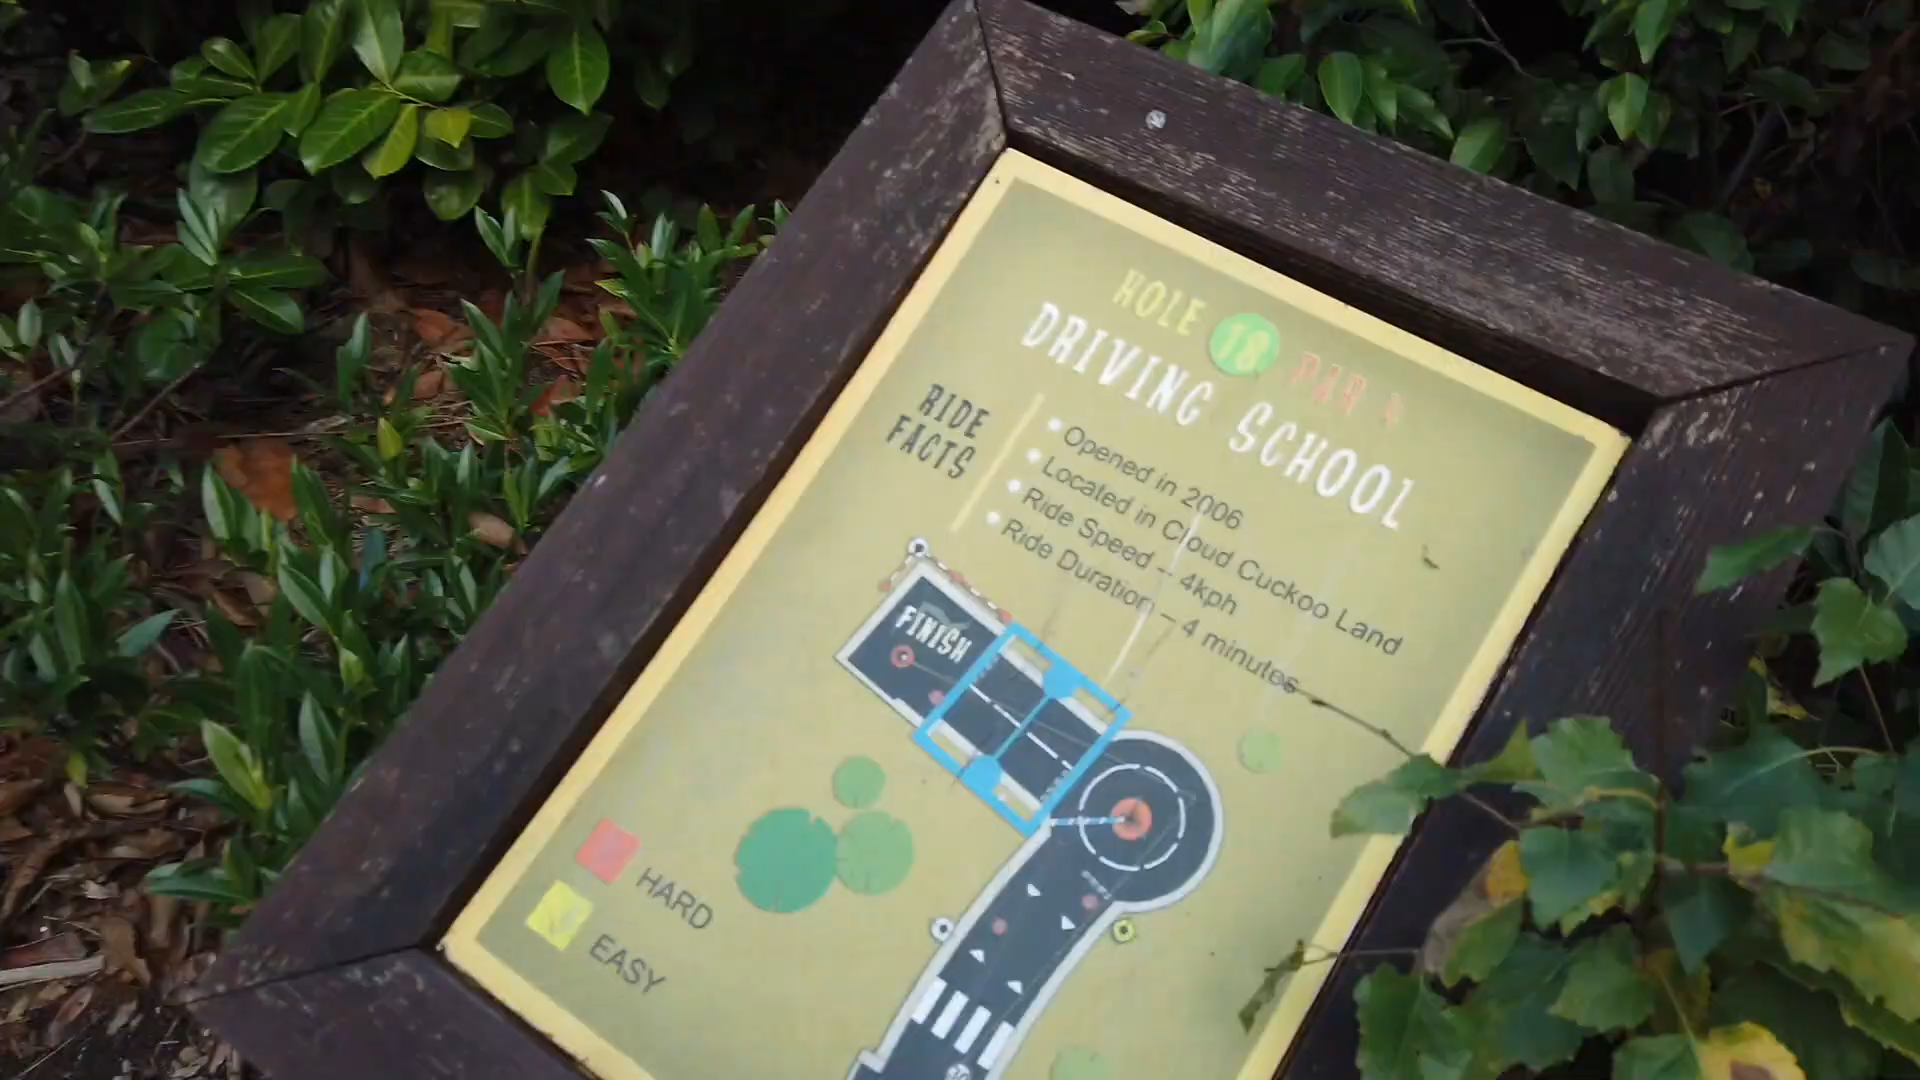 HOLE 18 PAR 4
DRIVING SCHOOL
RIDE
FACTS
• Opened in 2006
• Located in Cloud Cuckoo Land
• Ride Speed – 4kph
• Ride Duration – 4 minutes
FINISH
HARD
EASY